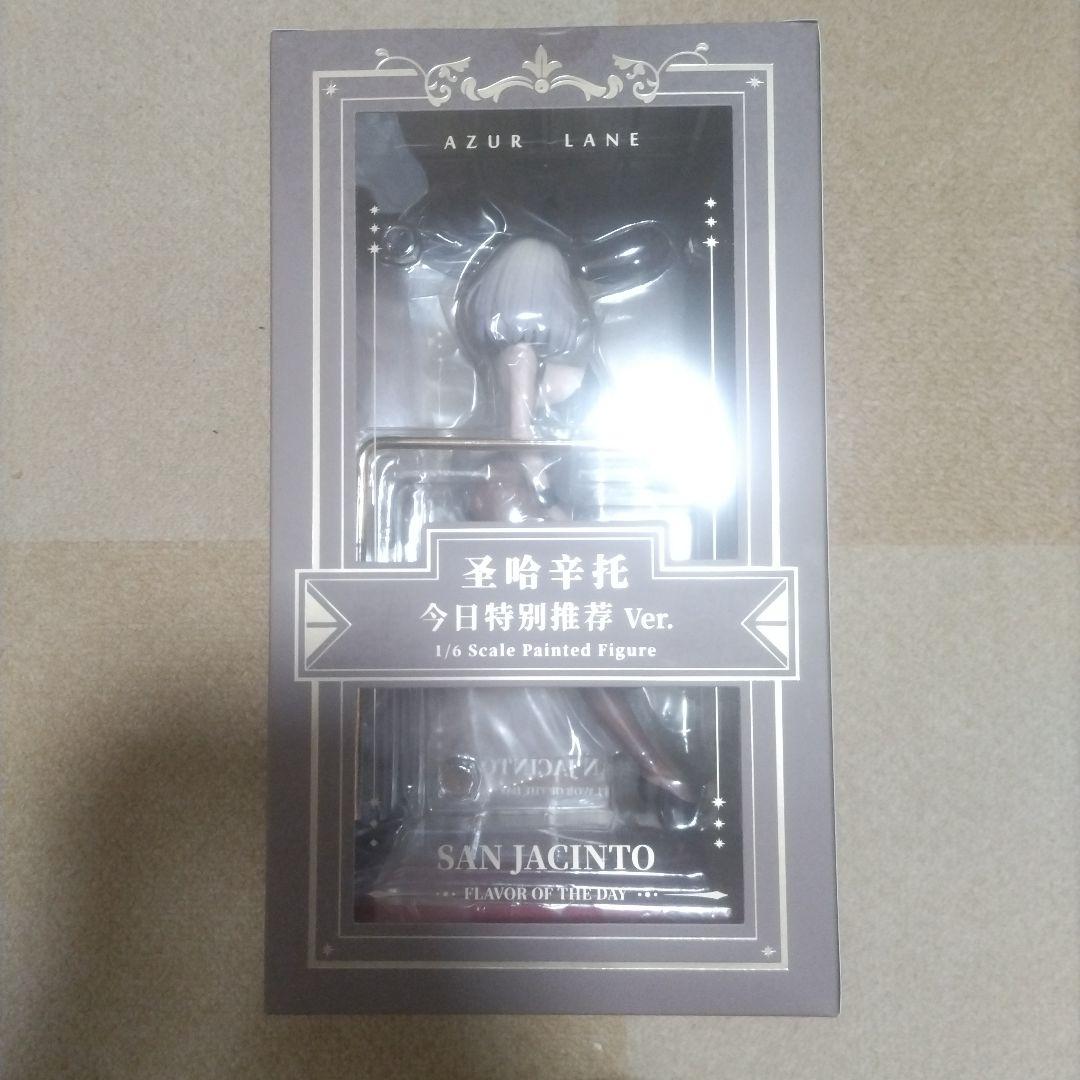 AZUR LANE
圣哈辛托
今日特别推荐 Ver.
1/6 Scale Painted Figure
SAN JACINTO
FLAVOR OF THE DAY